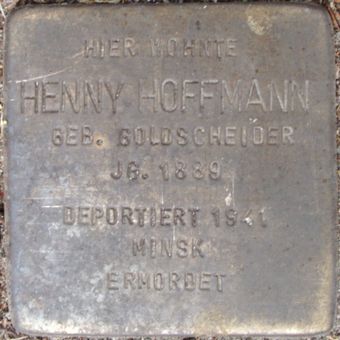 HIER WOHNTE
HENNY HOFFMANN
GEB. GOLDSCHEIDER
JG. 1889
DEPORTIERT 1941
MINSK
ERMORDET